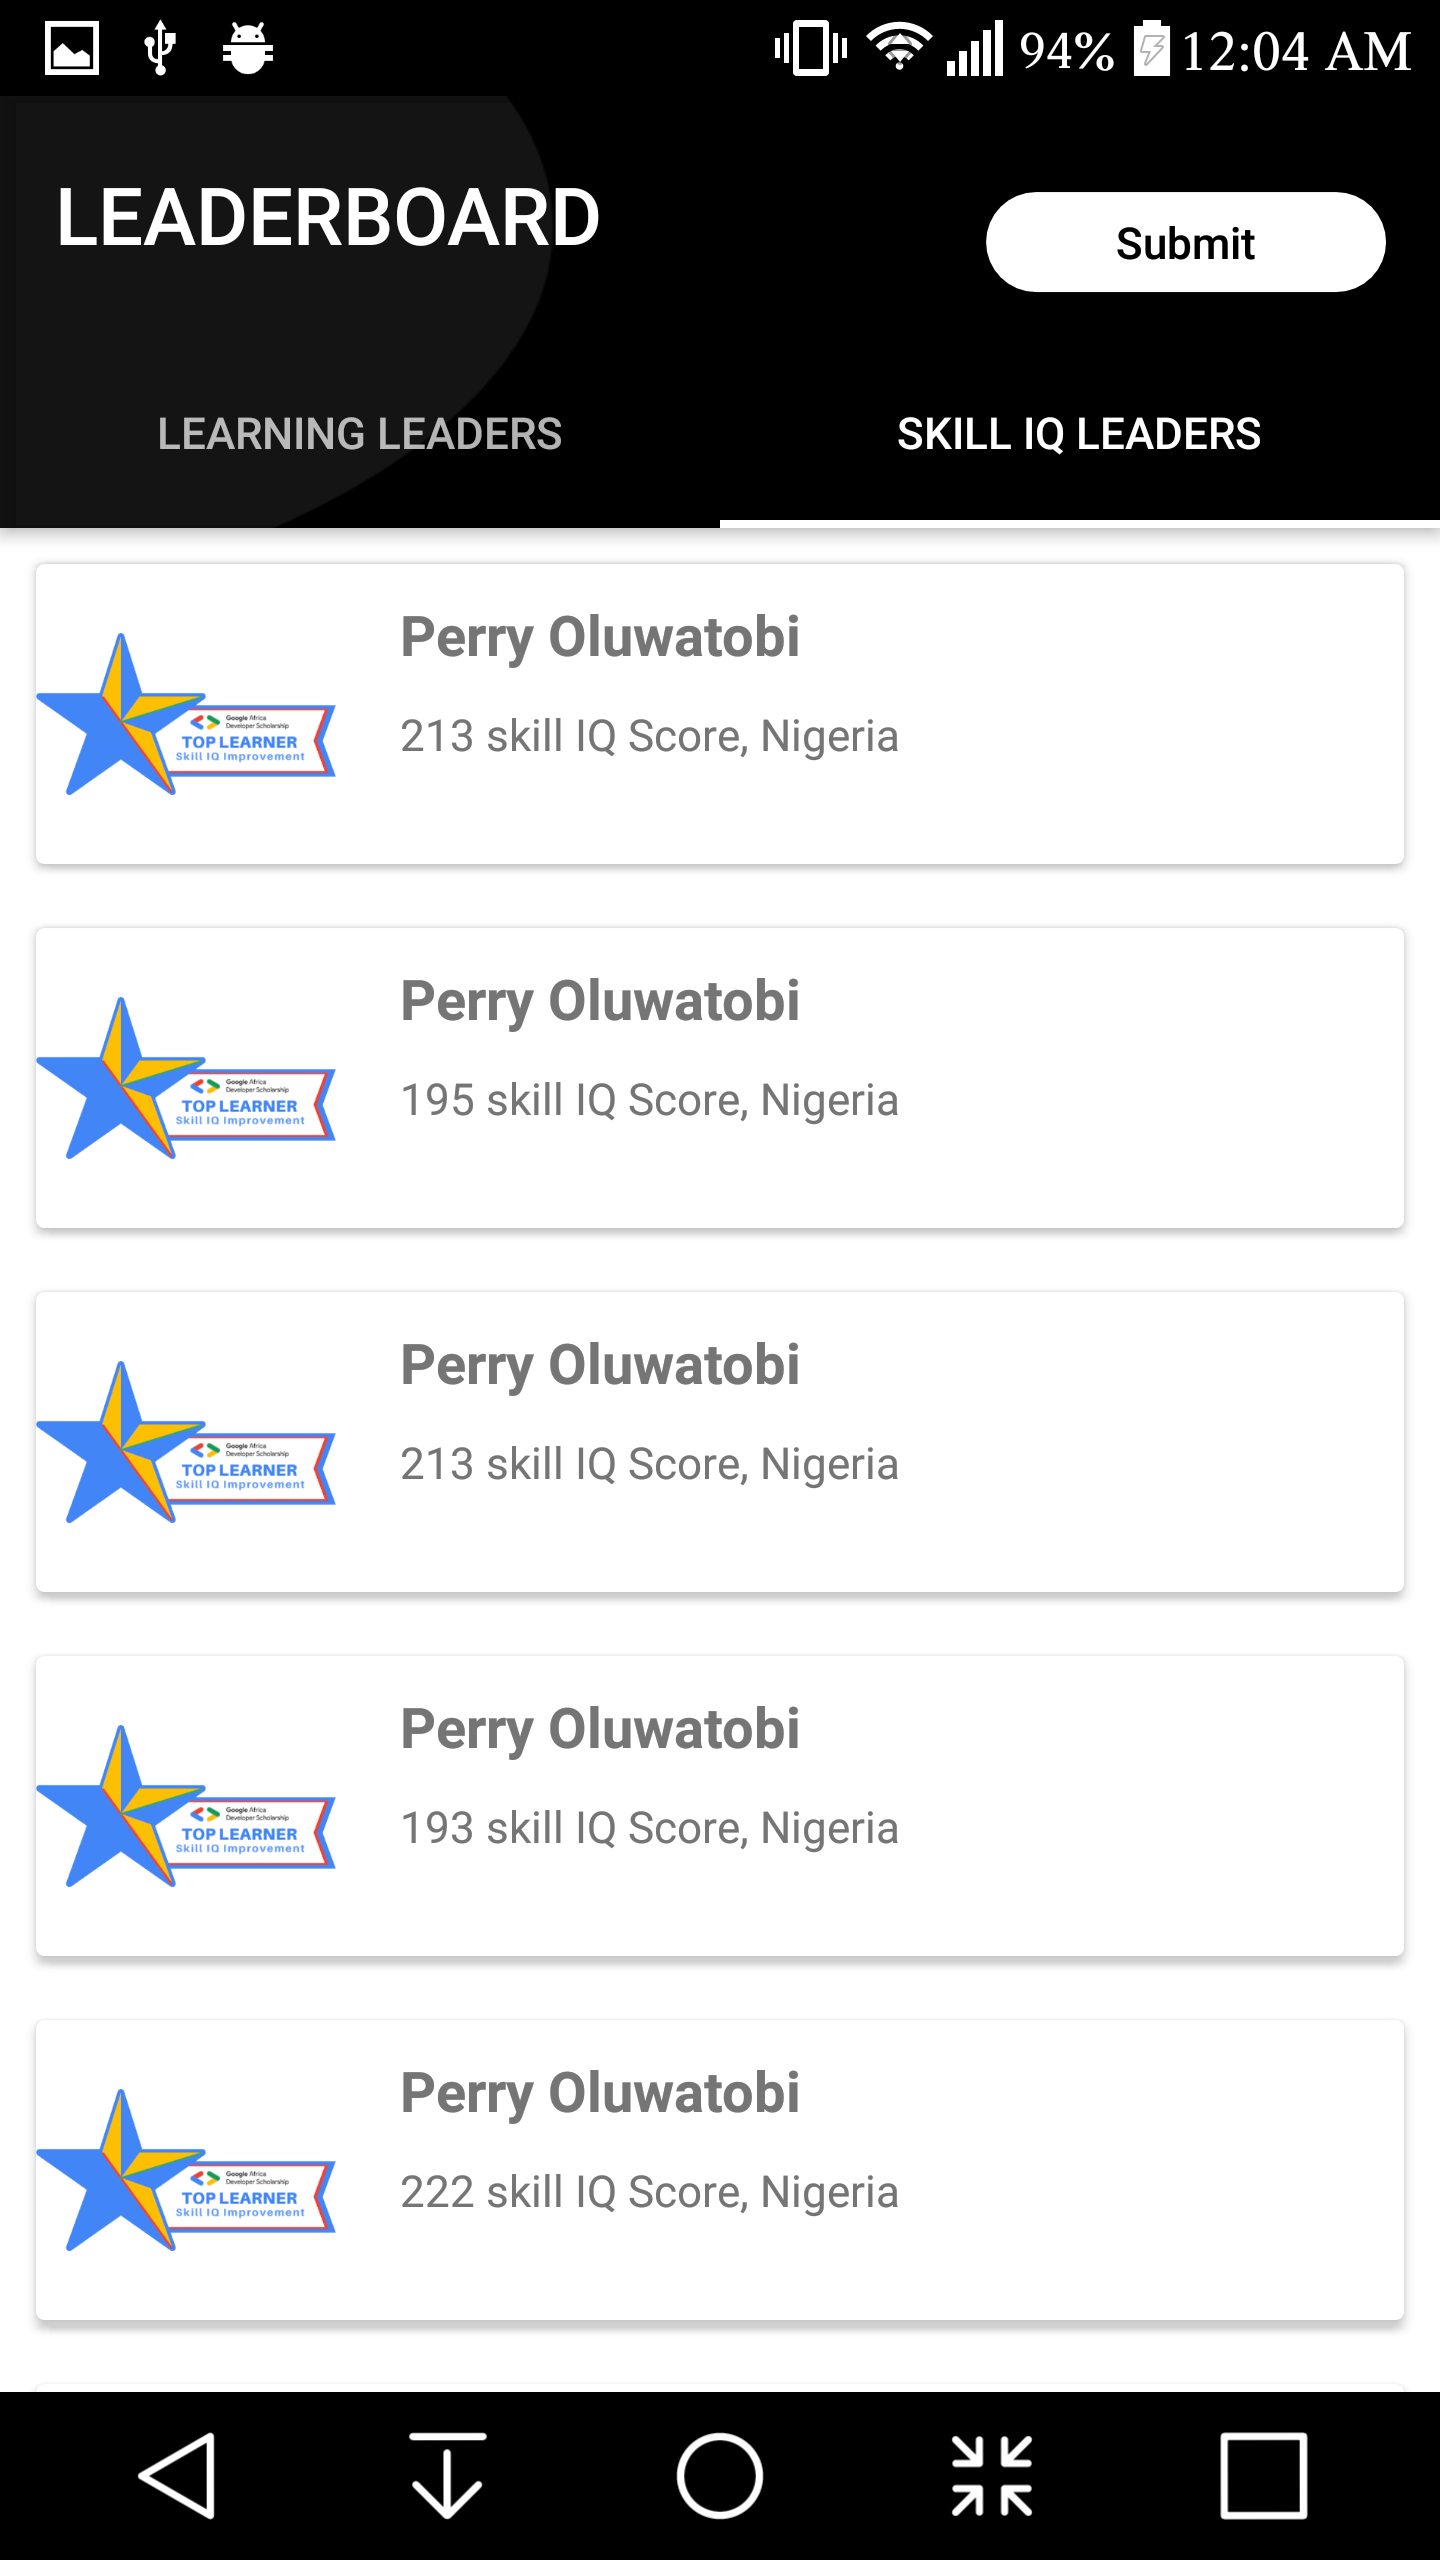 94% 12:04 AM
LEADERBOARD
Submit
LEARNING LEADERS SKILL IQ LEADERS
Perry Oluwatobi
213 skill IQ Score, Nigeria
Google Africa
Developer Scholarship
TOP LEARNER
Skill IQ Improvement
Perry Oluwatobi
195 skill IQ Score, Nigeria
Google Africa
Developer Scholarship
TOP LEARNER
Skill IQ Improvement
Perry Oluwatobi
213 skill IQ Score, Nigeria
Google Africa
Developer Scholarship
TOP LEARNER
Skill IQ Improvement
Perry Oluwatobi
193 skill IQ Score, Nigeria
Google Africa
Developer Scholarship
TOP LEARNER
Skill IQ Improvement
Perry Oluwatobi
222 skill IQ Score, Nigeria
Google Africa
Developer Scholarship
TOP LEARNER
Skill IQ Improvement